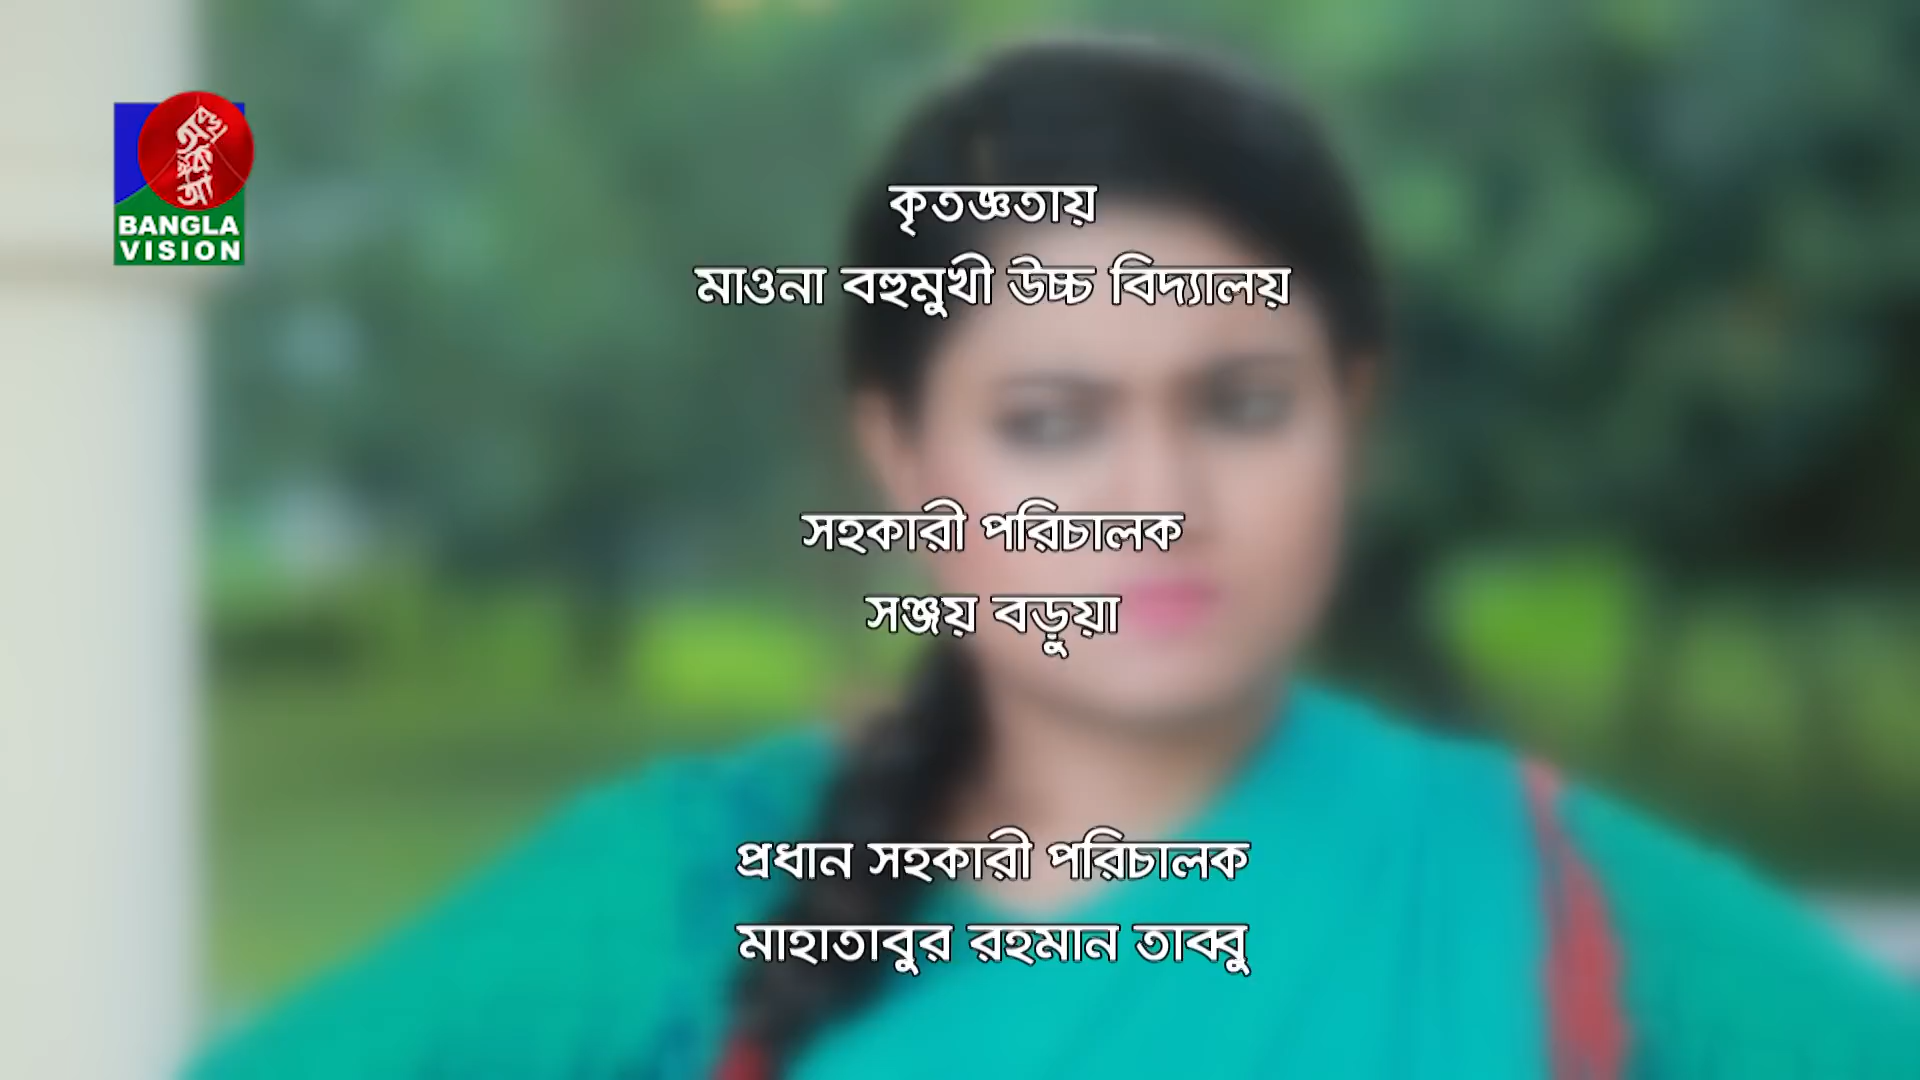 BANGLA
VISION
কৃতজ্ঞতায়
মাওনা বহুমুখী উচ্চ বিদ্যালয়
সহকারী পরিচালক
সঞ্জয় বড়ুয়া
প্রধান সহকারী পরিচালক
মাহাতাবুর রহমান তাব্বু